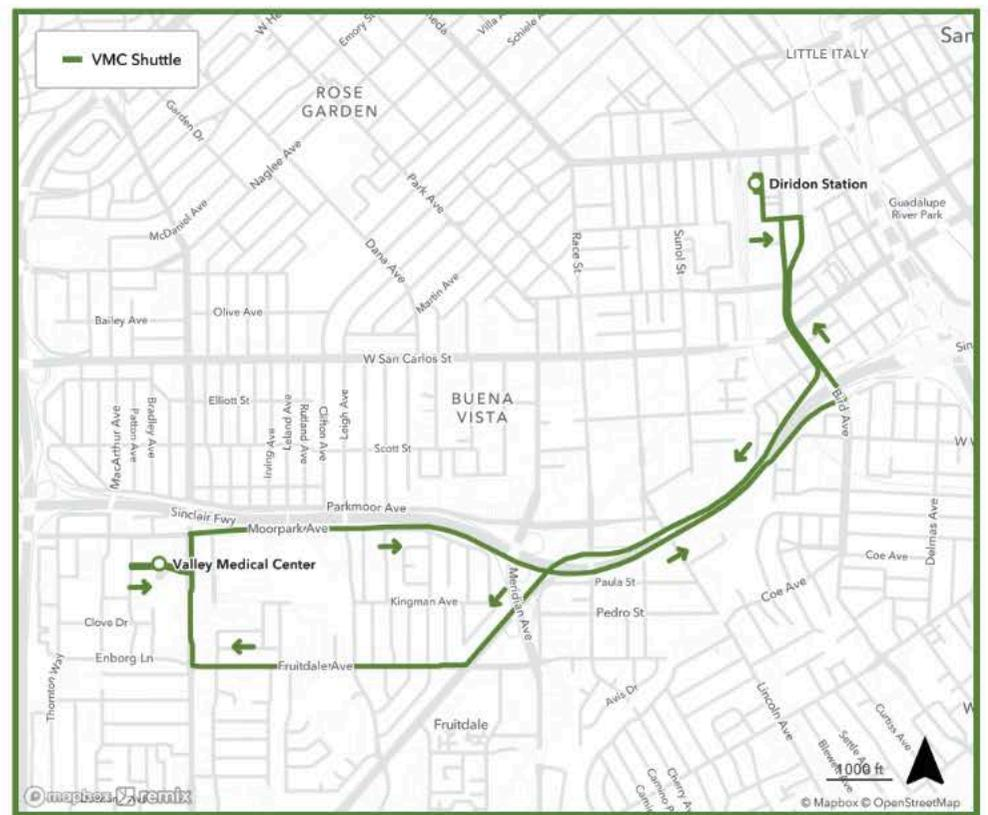 VMC Shuttle
Emory St
Villa A
Schiele A
San
LITTLE ITALY
ROSE
GARDEN
Garden Dr
Naglee Ave
Park Ave
Diridon Station
Guadalupe
River Park
McDaniel Ave
Dana Ave
Race St
Sunol St
Martin Ave
Bailey Ave
Olive Ave
W San Carlos St
Sin
Elliott St
BUENA
VISTA
Bird Ave
MacArthur Ave
Patton Ave
Bradley Ave
Irving Ave
Leland Ave
Rutland Ave
Clifton Ave
Leigh Ave
Scott St
Parkmoor Ave
Sinclair Fwy
Moorpark Ave
Delmas Ave
Valley Medical Center
Meridian Ave
Paula St
Coe Ave
Coe Ave
Kingman Ave
Pedro St
Clove Dr
Enborg Ln
Fruitdale Ave
Thornton Way
Avis Dr
Lincoln Ave
Curtiss Ave
Fruitdale
1000 ft
Cherry Av
Camino P
mapbox remix
© Mapbox © OpenStreetMap